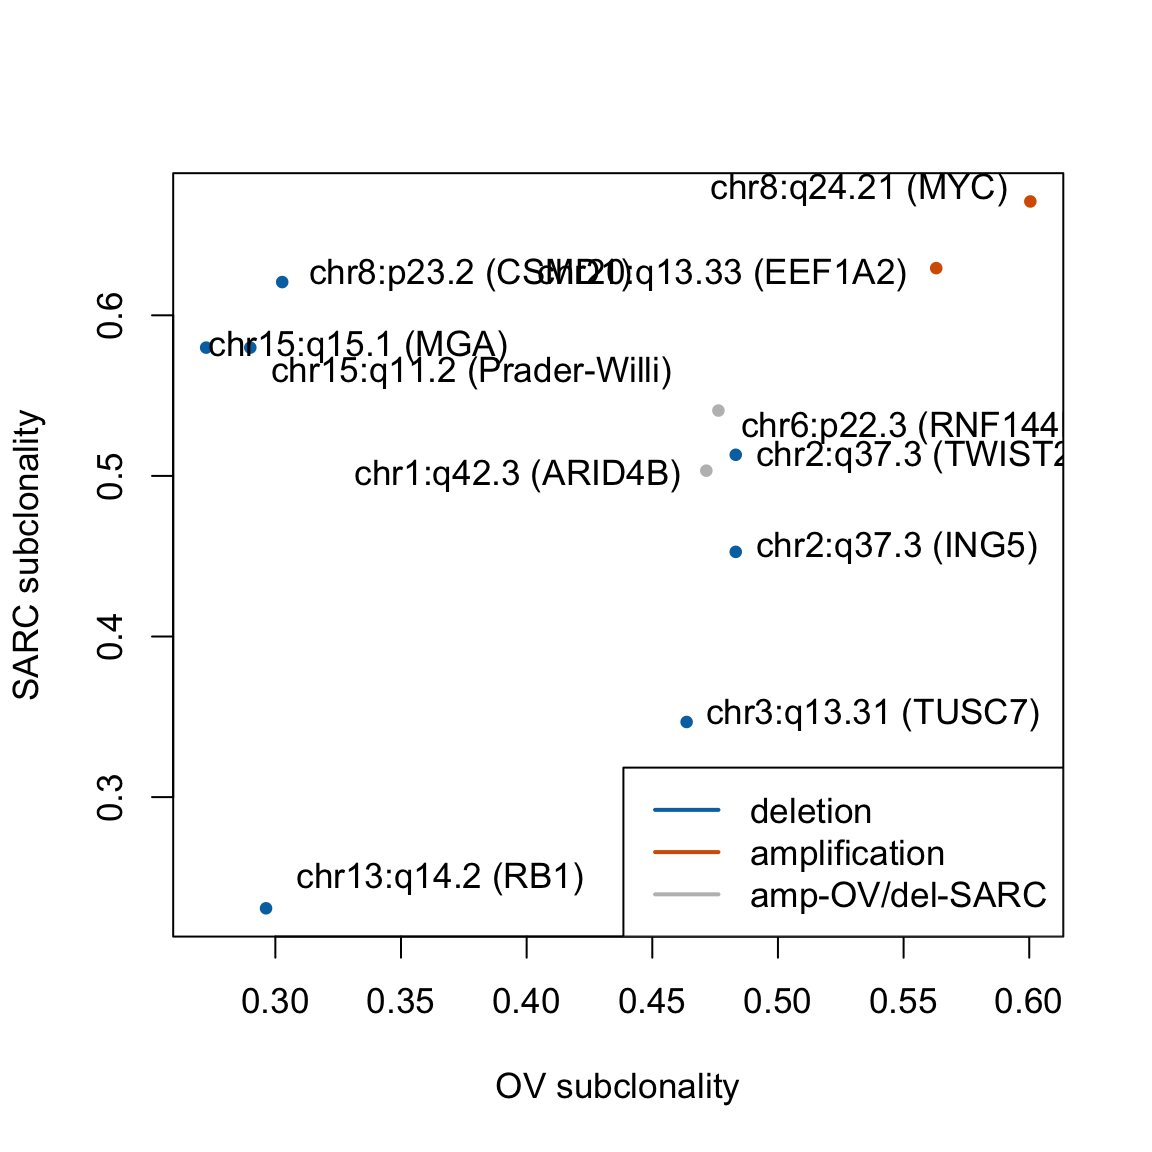 chr8:q24.21 (MYC)
chr8:p23.2 (CSMD1)
chr20:q13.33 (EEF1A2)
chr15:q15.1 (MGA)
chr15:q11.2 (Prader-Willi)
chr6:p22.3 (RNF144
chr2:q37.3 (TWIST2
chr1:q42.3 (ARID4B)
chr2:q37.3 (ING5)
chr3:q13.31 (TUSC7)
chr13:q14.2 (RB1)
deletion
amplification
amp-OV/del-SARC
0.6
0.5
0.4
0.3
SARC subclonality
0.30 0.35 0.40 0.45 0.50 0.55 0.60
OV subclonality